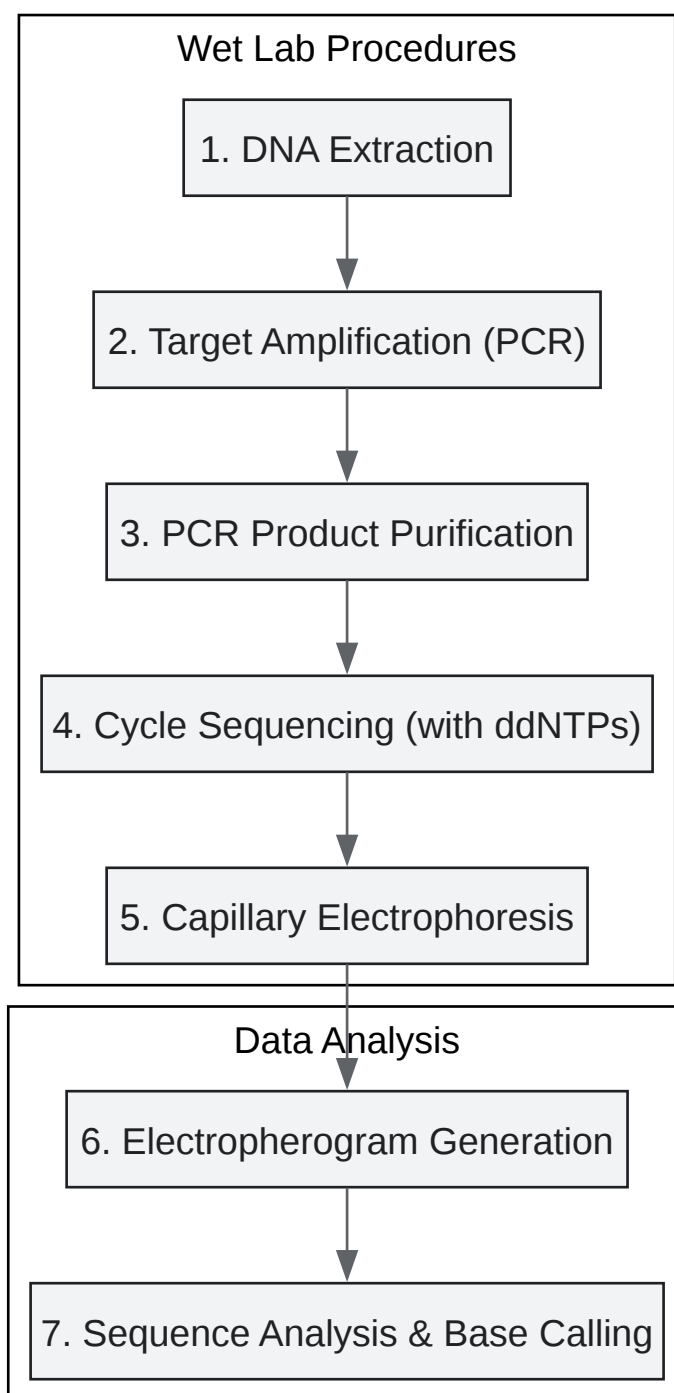 Wet Lab Procedures
1. DNA Extraction
2. Target Amplification (PCR)
3. PCR Product Purification
4. Cycle Sequencing (with ddNTPs)
5. Capillary Electrophoresis
Data Analysis
6. Electropherogram Generation
7. Sequence Analysis & Base Calling